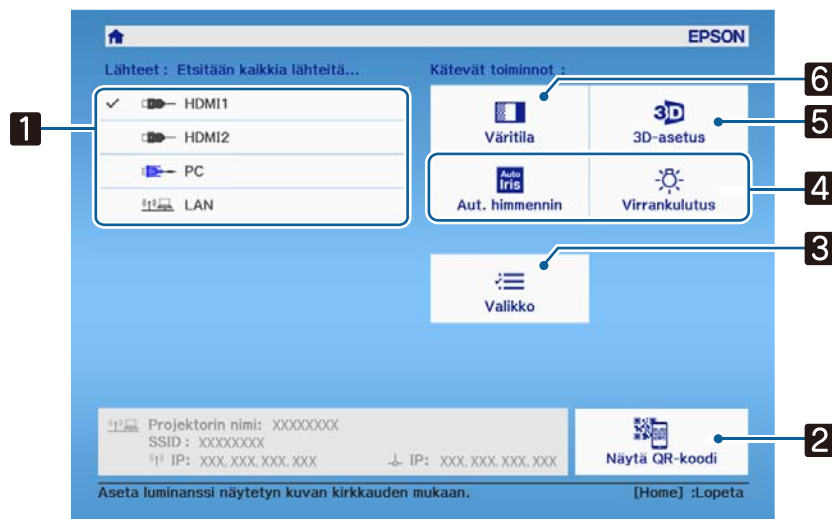 EPSON
Lähteet : Etsitään kaikkia lähteitä...
HDMI1
HDMI2
PC
LAN
1
Kätevät toiminnot :
Väritila
3D
3D-asetus
Auto
Iris
Aut. himmennin
Virrankulutus
Valikko
6
5
4
3
Projektorin nimi: XXXXXXXX
SSID : XXXXXXXX
IP: XXX. XXX. XXX. XXX
IP: XXX. XXX. XXX. XXX
Näytä QR-koodi
2
Aseta luminanssi näytetyn kuvan kirkkauden mukaan.
[Home] :Lopeta